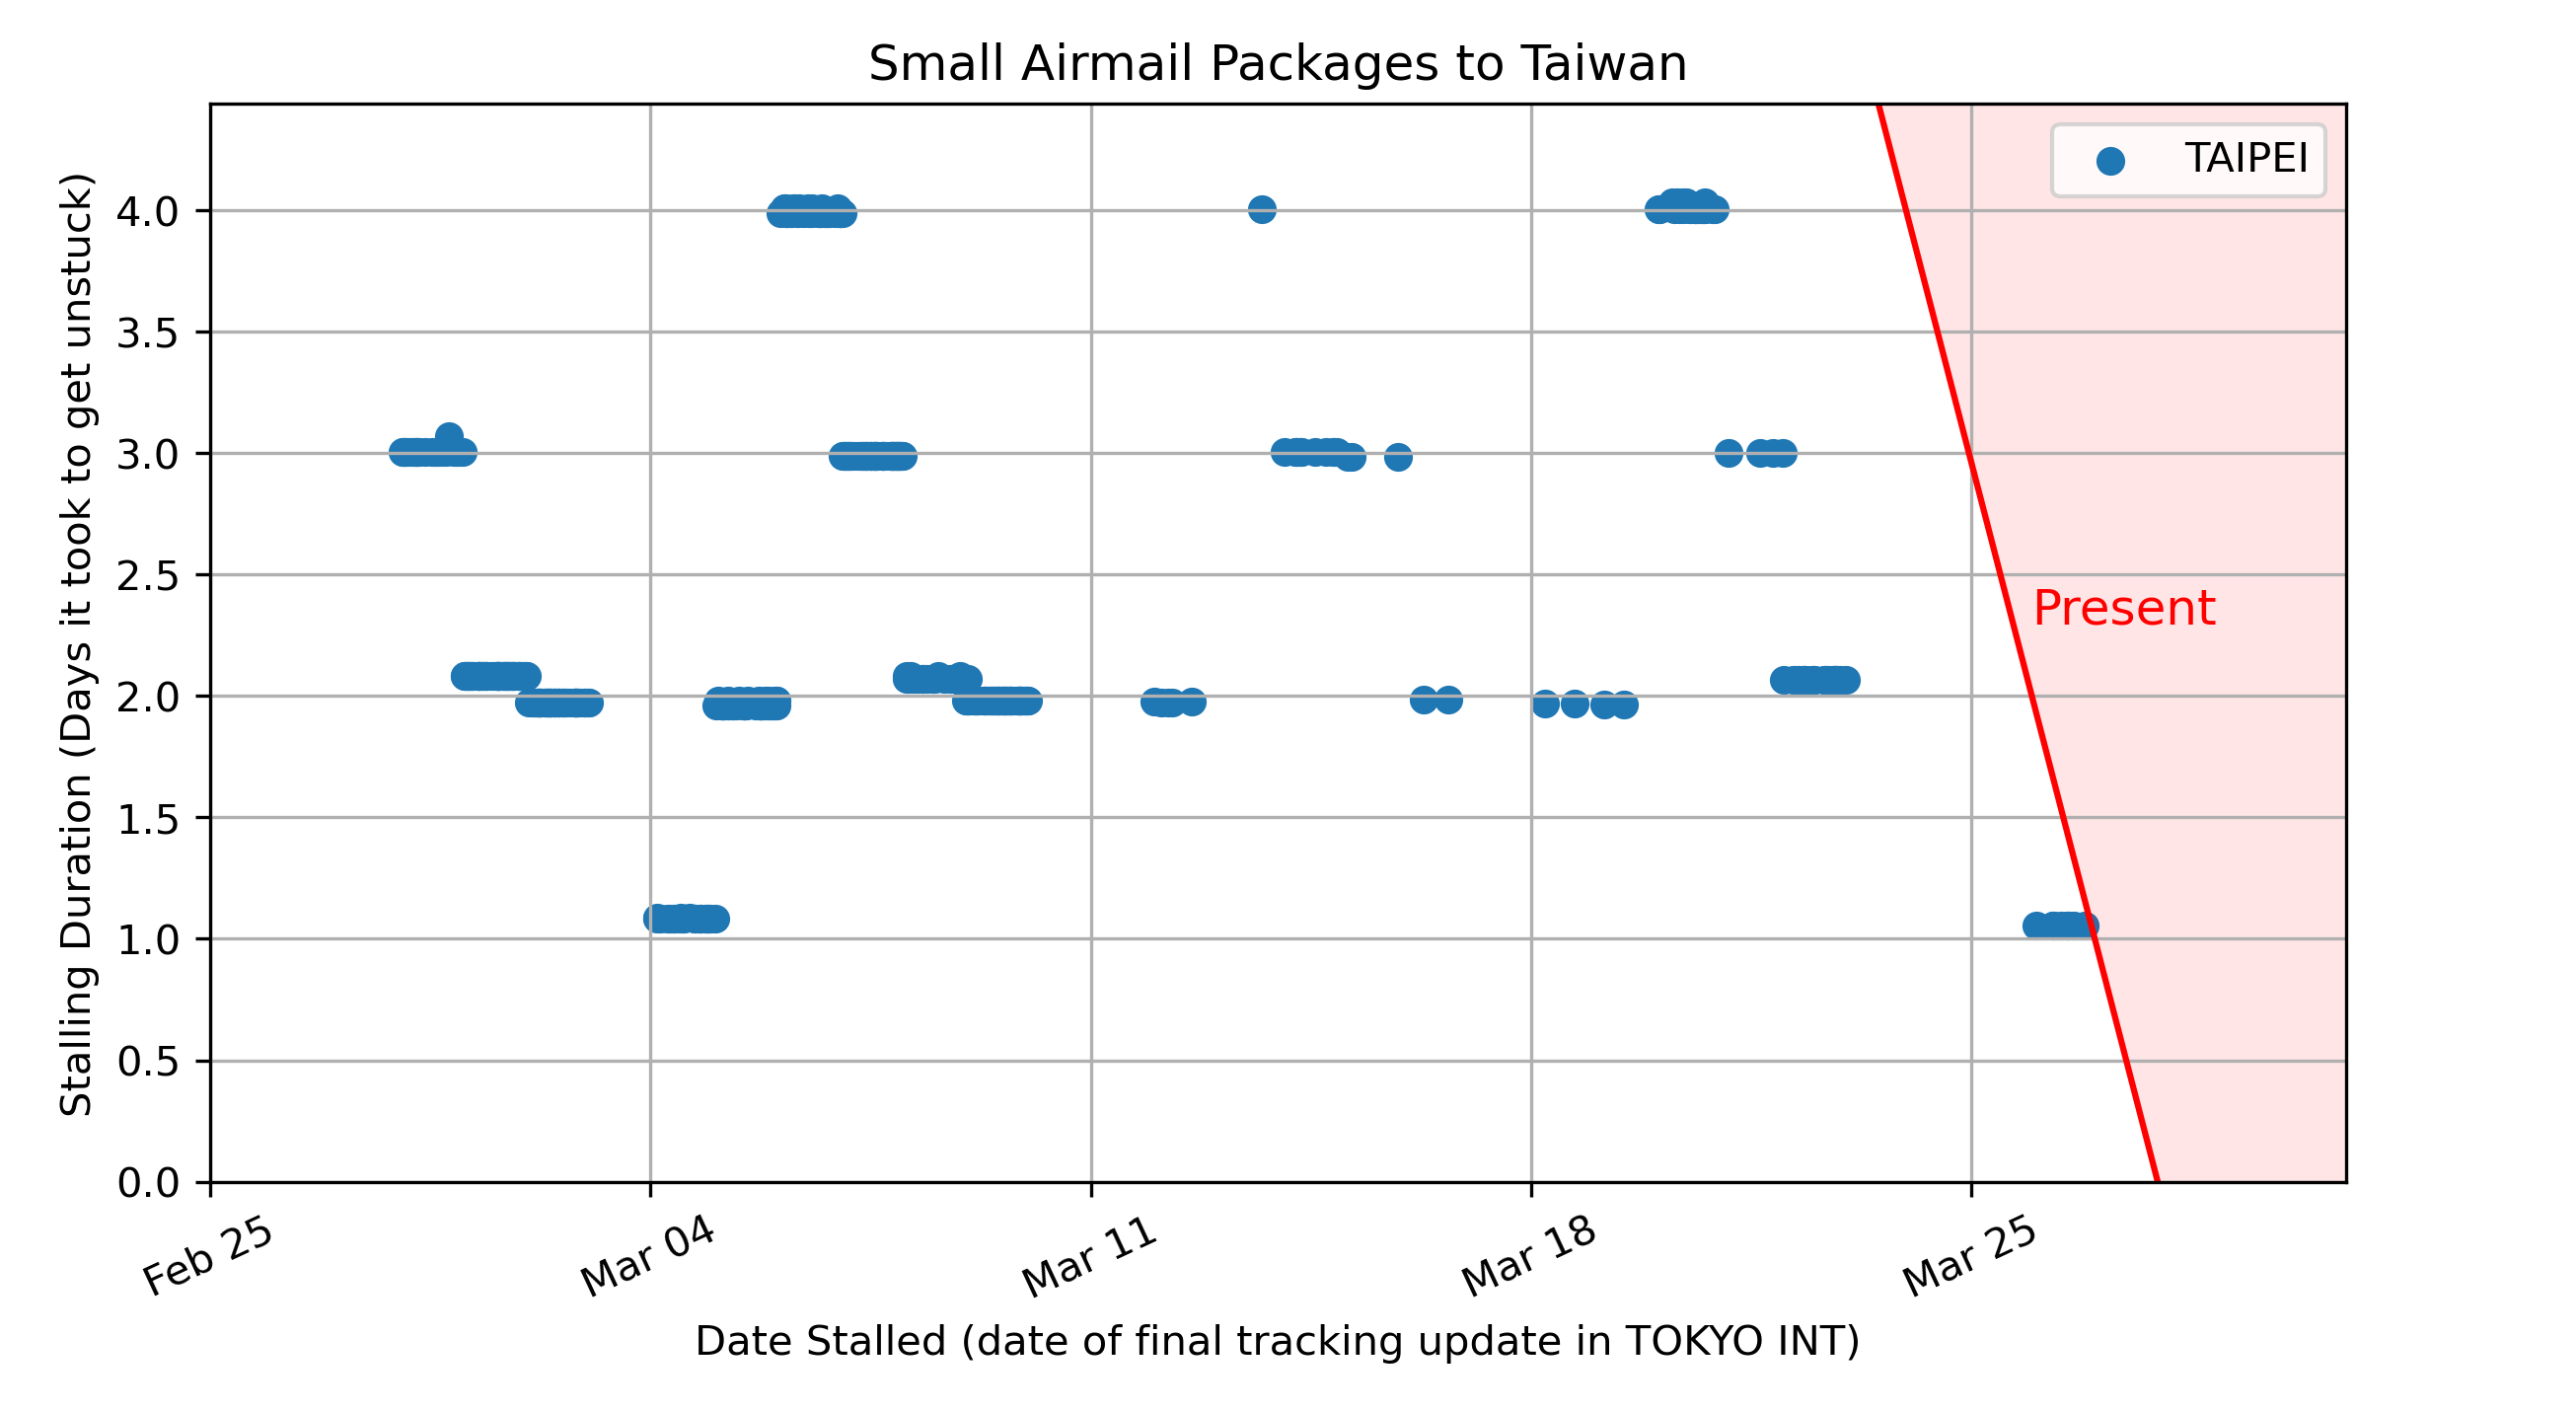 Small Airmail Packages to Taiwan
TAIPEI
Present
Stalling Duration (Days it took to get unstuck)
4.0
3.5
3.0
2.5
2.0
1.5
1.0
0.5
0.0
Feb 25
Mar 04
Mar 11
Mar 18
Mar 25
Date Stalled (date of final tracking update in TOKYO INT)